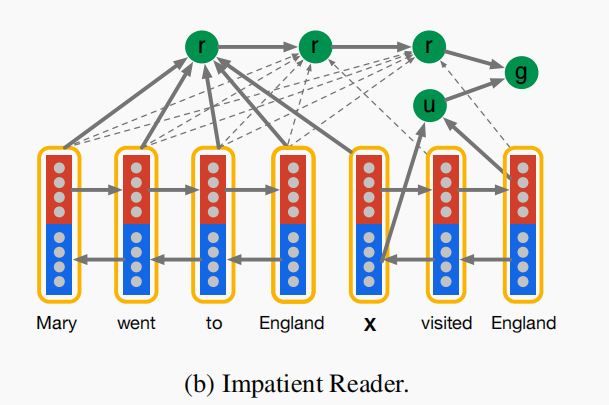 r r r
g
u
Mary went to England X visited England
(b) Impatient Reader.